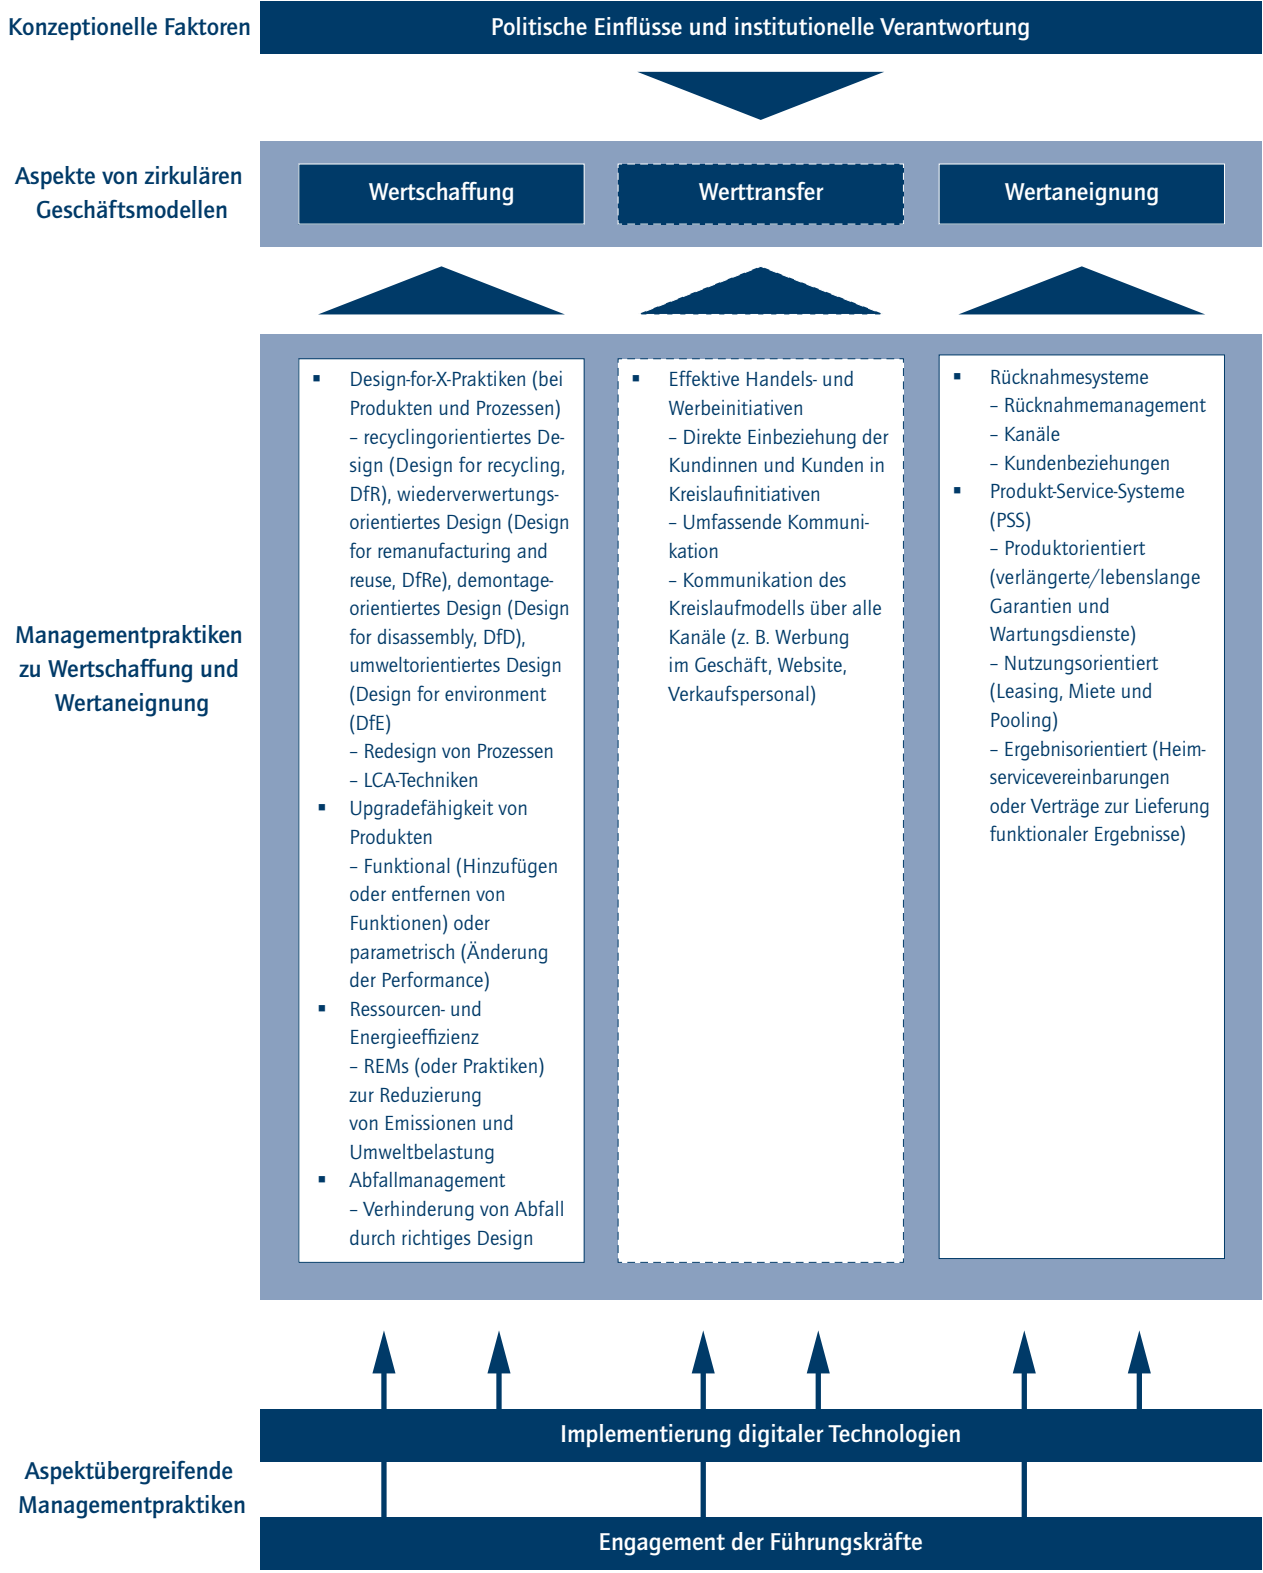 Konzeptionelle Faktoren
Politische Einflüsse und institutionelle Verantwortung
Aspekte von zirkulären
Geschäftsmodellen
Wertschaffung
Werttransfer
Wertaneignung
Managementpraktiken
zu Wertschaffung und
Wertaneignung
▪ Design-for-X-Praktiken (bei
Produkten und Prozessen)
– recyclingorientiertes De-
sign (Design for recycling,
DfR), wiederverwertungs-
orientiertes Design (Design
for remanufacturing and
reuse, DfRe), demontage-
orientiertes Design (Design
for disassembly, DfD),
umweltorientiertes Design
(Design for environment
(DfE)
– Redesign von Prozessen
– LCA-Techniken
▪ Upgradefähigkeit von
Produkten
– Funktional (Hinzufügen
oder entfernen von
Funktionen) oder
parametrisch (Änderung
der Performance)
▪ Ressourcen- und
Energieeffizienz
– REMs (oder Praktiken)
zur Reduzierung
von Emissionen und
Umweltbelastung
▪ Abfallmanagement
– Verhinderung von Abfall
durch richtiges Design
▪ Effektive Handels- und
Werbeinitiativen
– Direkte Einbeziehung der
Kundinnen und Kunden in
Kreislaufinitiativen
– Umfassende Kommuni-
kation
– Kommunikation des
Kreislaufmodells über alle
Kanäle (z. B. Werbung
im Geschäft, Website,
Verkaufspersonal)
▪ Rücknahmesysteme
– Rücknahmemanagement
– Kanäle
– Kundenbeziehungen
▪ Produkt-Service-Systeme
(PSS)
– Produktorientiert
(verlängerte/lebenslange
Garantien und
Wartungsdienste)
– Nutzungsorientiert
(Leasing, Miete und
Pooling)
– Ergebnisorientiert (Heim-
servicevereinbarungen
oder Verträge zur Lieferung
funktionaler Ergebnisse)
Aspektübergreifende
Managementpraktiken
Implementierung digitaler Technologien
Engagement der Führungskräfte